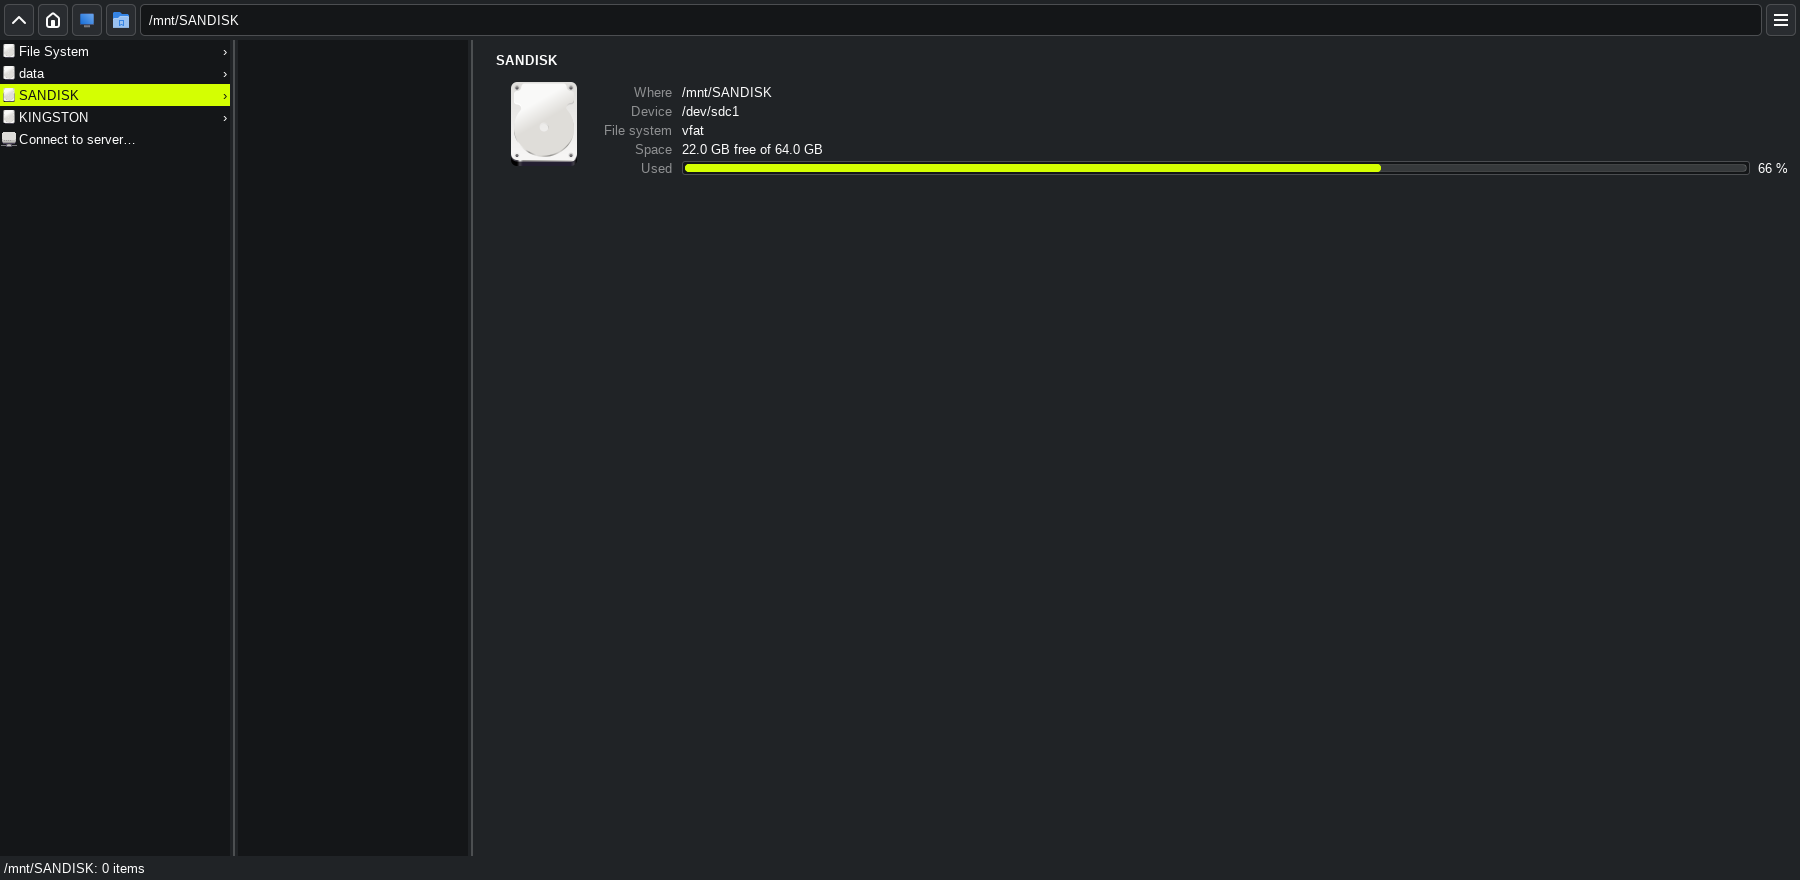 /mnt/SANDISK
File System
data
SANDISK
KINGSTON
Connect to server...
SANDISK
Where /mnt/SANDISK
Device /dev/sdc1
File system vfat
Space 22.0 GB free of 64.0 GB
Used 66 %
/mnt/SANDISK: 0 items